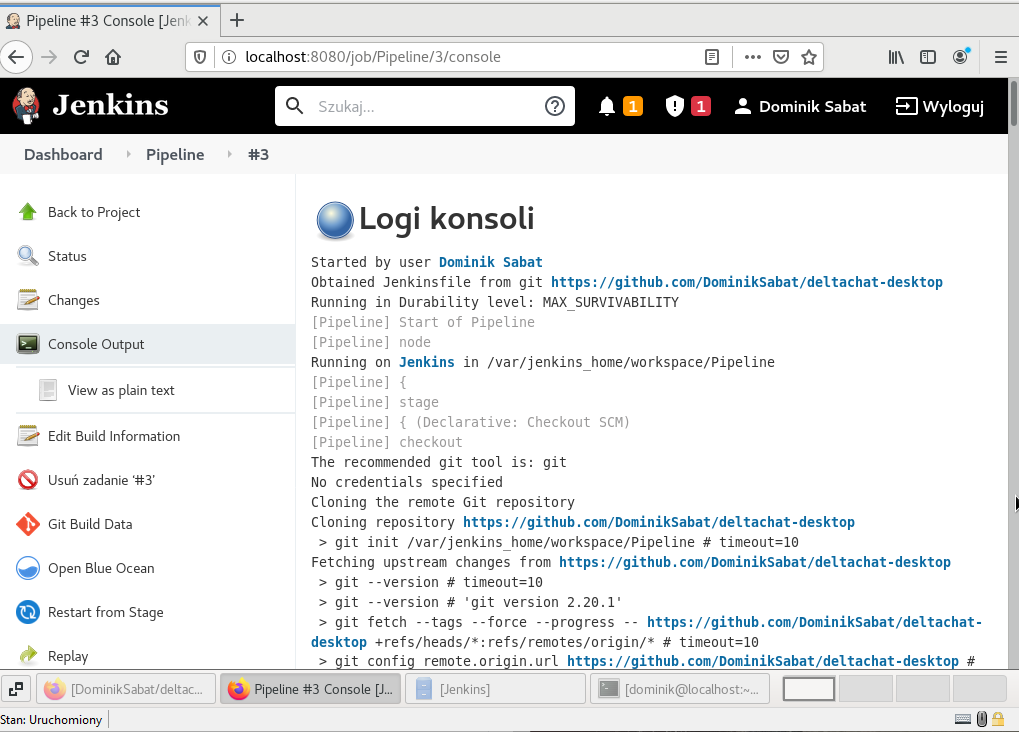 Pipeline #3 Console [Jenk
localhost:8080/job/Pipeline/3/console
Jenkins
Szukaj...
1
1
Dominik Sabat
Wyloguj
Dashboard
Pipeline
#3
Back to Project
Status
Changes
Console Output
View as plain text
Edit Build Information
Usuń zadanie ‘#3’
Git Build Data
Open Blue Ocean
Restart from Stage
Replay
Logi konsoli
Started by user Dominik Sabat
Obtained Jenkinsfile from git https://github.com/DominikSabat/deltachat-desktop
Running in Durability level: MAX_SURVIVABILITY
[Pipeline] Start of Pipeline
[Pipeline] node
Running on Jenkins in /var/jenkins_home/workspace/Pipeline
[Pipeline] {
[Pipeline] stage
[Pipeline] { (Declarative: Checkout SCM)
[Pipeline] checkout
The recommended git tool is: git
No credentials specified
Cloning the remote Git repository
Cloning repository https://github.com/DominikSabat/deltachat-desktop
> git init /var/jenkins_home/workspace/Pipeline # timeout=10
Fetching upstream changes from https://github.com/DominikSabat/deltachat-desktop
> git --version # timeout=10
> git --version # 'git version 2.20.1'
> git fetch --tags --force --progress -- https://github.com/DominikSabat/deltachat-
desktop +refs/heads/*:refs/remotes/origin/* # timeout=10
> git config remote.origin.url https://github.com/DominikSabat/deltachat-desktop #
[DominikSabat/deltac...
Pipeline #3 Console [J...
[Jenkins]
[dominik@localhost:~...
Stan: Uruchomiony